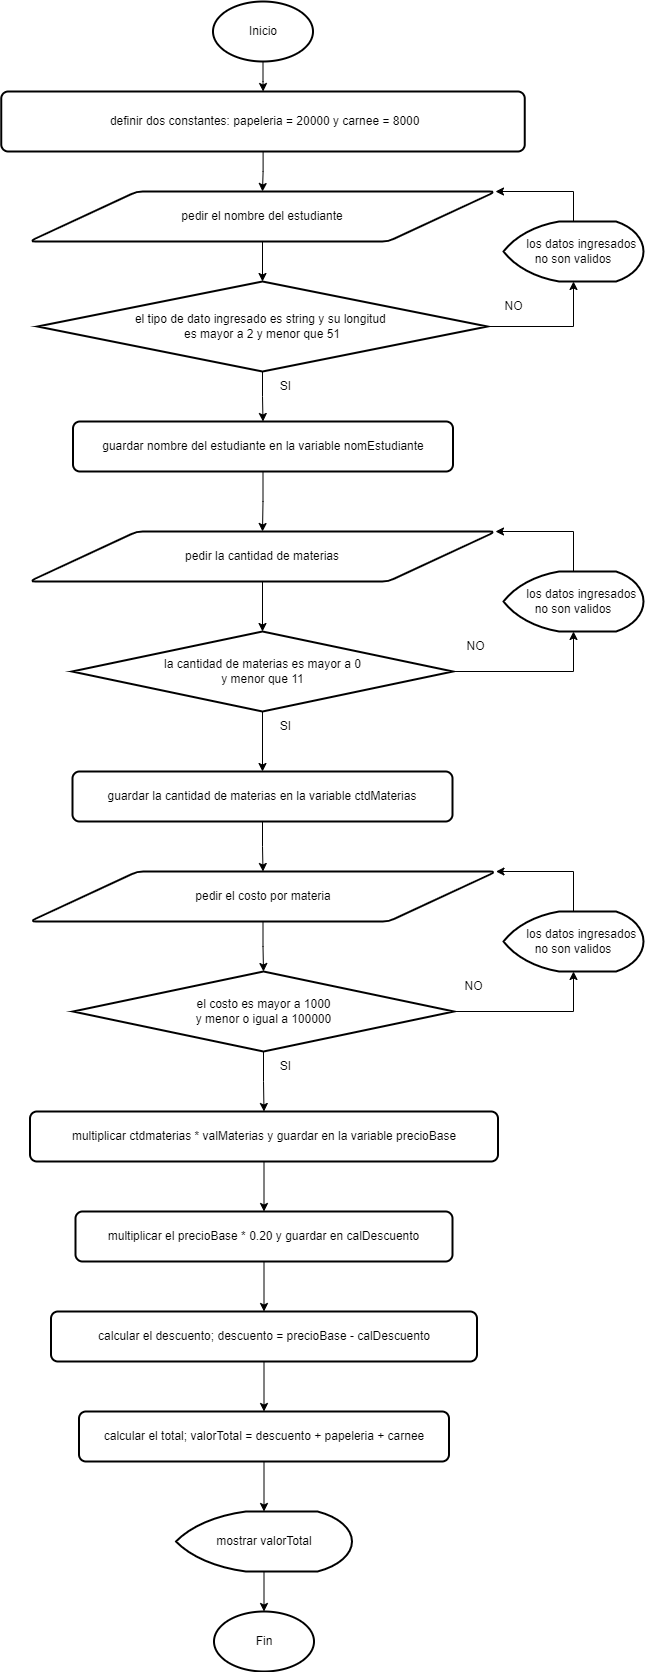 Inicio
definir dos constantes: papeleria = 20000 y carnee = 8000
pedir el nombre del estudiante
los datos ingresados
no son validos
NO
el tipo de dato ingresado es string y su longitud
es mayor a 2 y menor que 51
SI
guardar nombre del estudiante en la variable nomEstudiante
pedir la cantidad de materias
los datos ingresados
no son validos
NO
la cantidad de materias es mayor a 0
y menor que 11
SI
guardar la cantidad de materias en la variable ctdMaterias
pedir el costo por materia
los datos ingresados
no son validos
NO
el costo es mayor a 1000
y menor o igual a 100000
SI
multiplicar ctdmaterias * valMaterias y guardar en la variable precioBase
multiplicar el precioBase * 0.20 y guardar en calDescuento
calcular el descuento; descuento = precioBase - calDescuento
calcular el total; valorTotal = descuento + papeleria + carnee
mostrar valorTotal
Fin